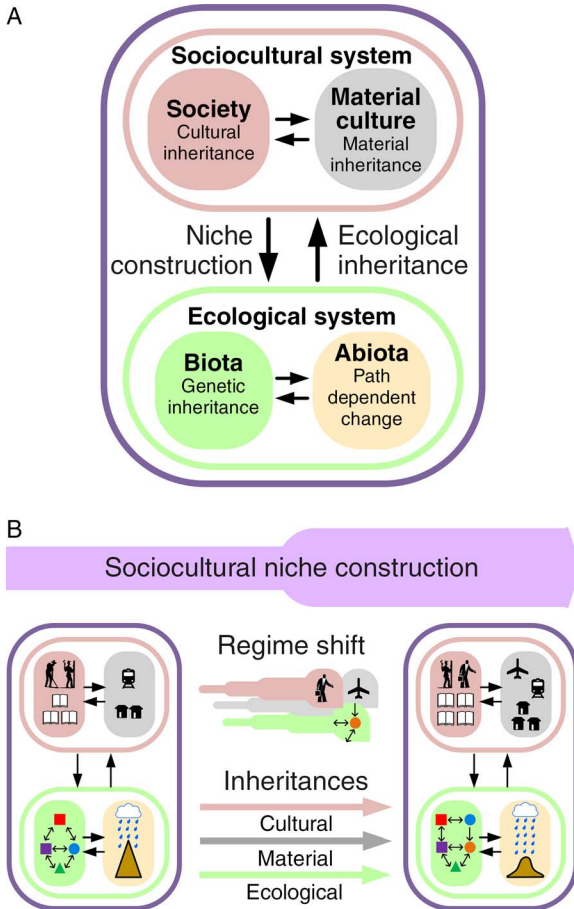 A
Sociocultural system
Society
Cultural
inheritance
Material
culture
Material
inheritance
Niche
construction
Ecological
inheritance
Ecological system
Biota
Genetic
inheritance
Abiota
Path
dependent
change
B
Sociocultural niche construction
Regime shift
Inheritances
Cultural
Material
Ecological